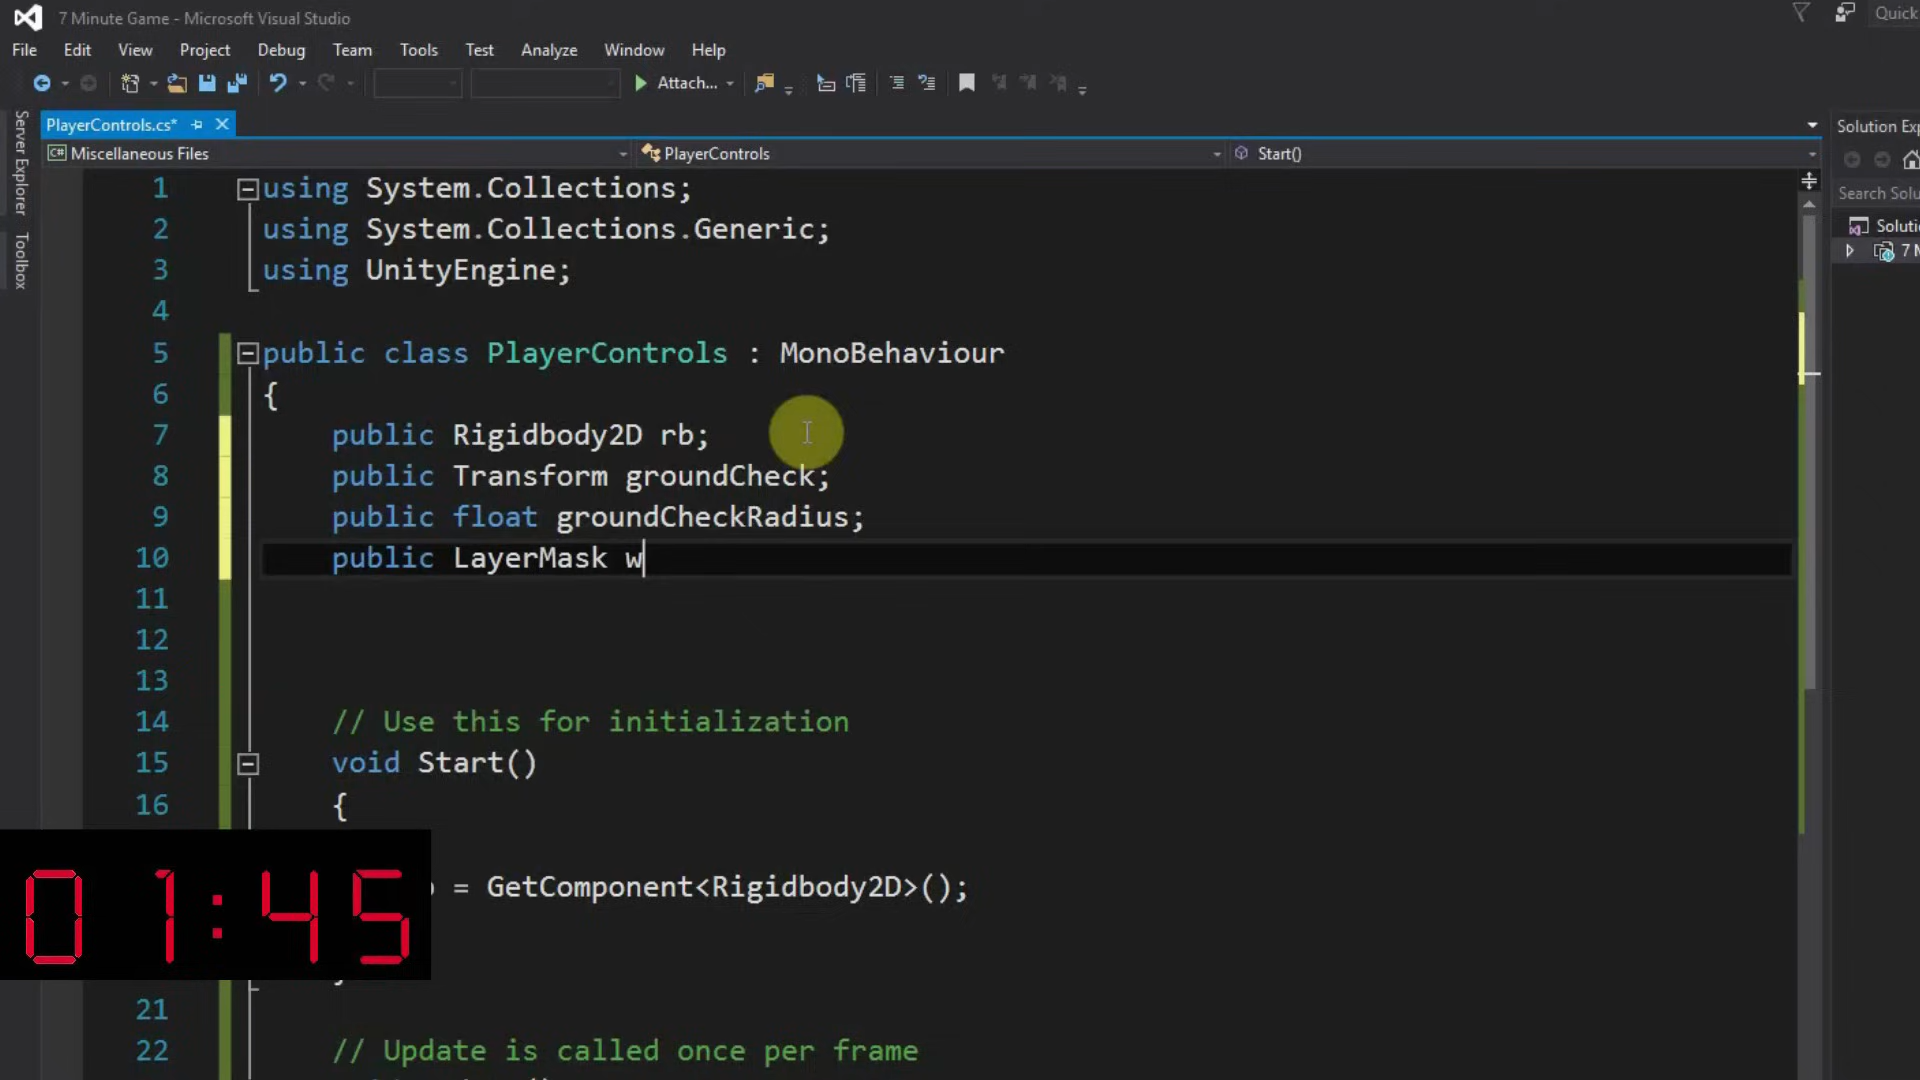 7 Minute Game - Microsoft Visual Studio
Quick
File Edit View Project Debug Team Tools Test Analyze Window Help
Attach...
Server Explorer
Toolbox
PlayerControls.cs*
Solution Exp
C# Miscellaneous Files
PlayerControls
Start()
Search Solu
Soluti
7 M
1 using System.Collections;
2 using System.Collections.Generic;
3 using UnityEngine;
4
5 public class PlayerControls : MonoBehaviour
6 {
7 public Rigidbody2D rb;
8 public Transform groundCheck;
9 public float groundCheckRadius;
10 public LayerMask w
11
12
13
14 // Use this for initialization
15 void Start()
16 {
= GetComponent<Rigidbody2D>();
21
22 // Update is called once per frame
01:45